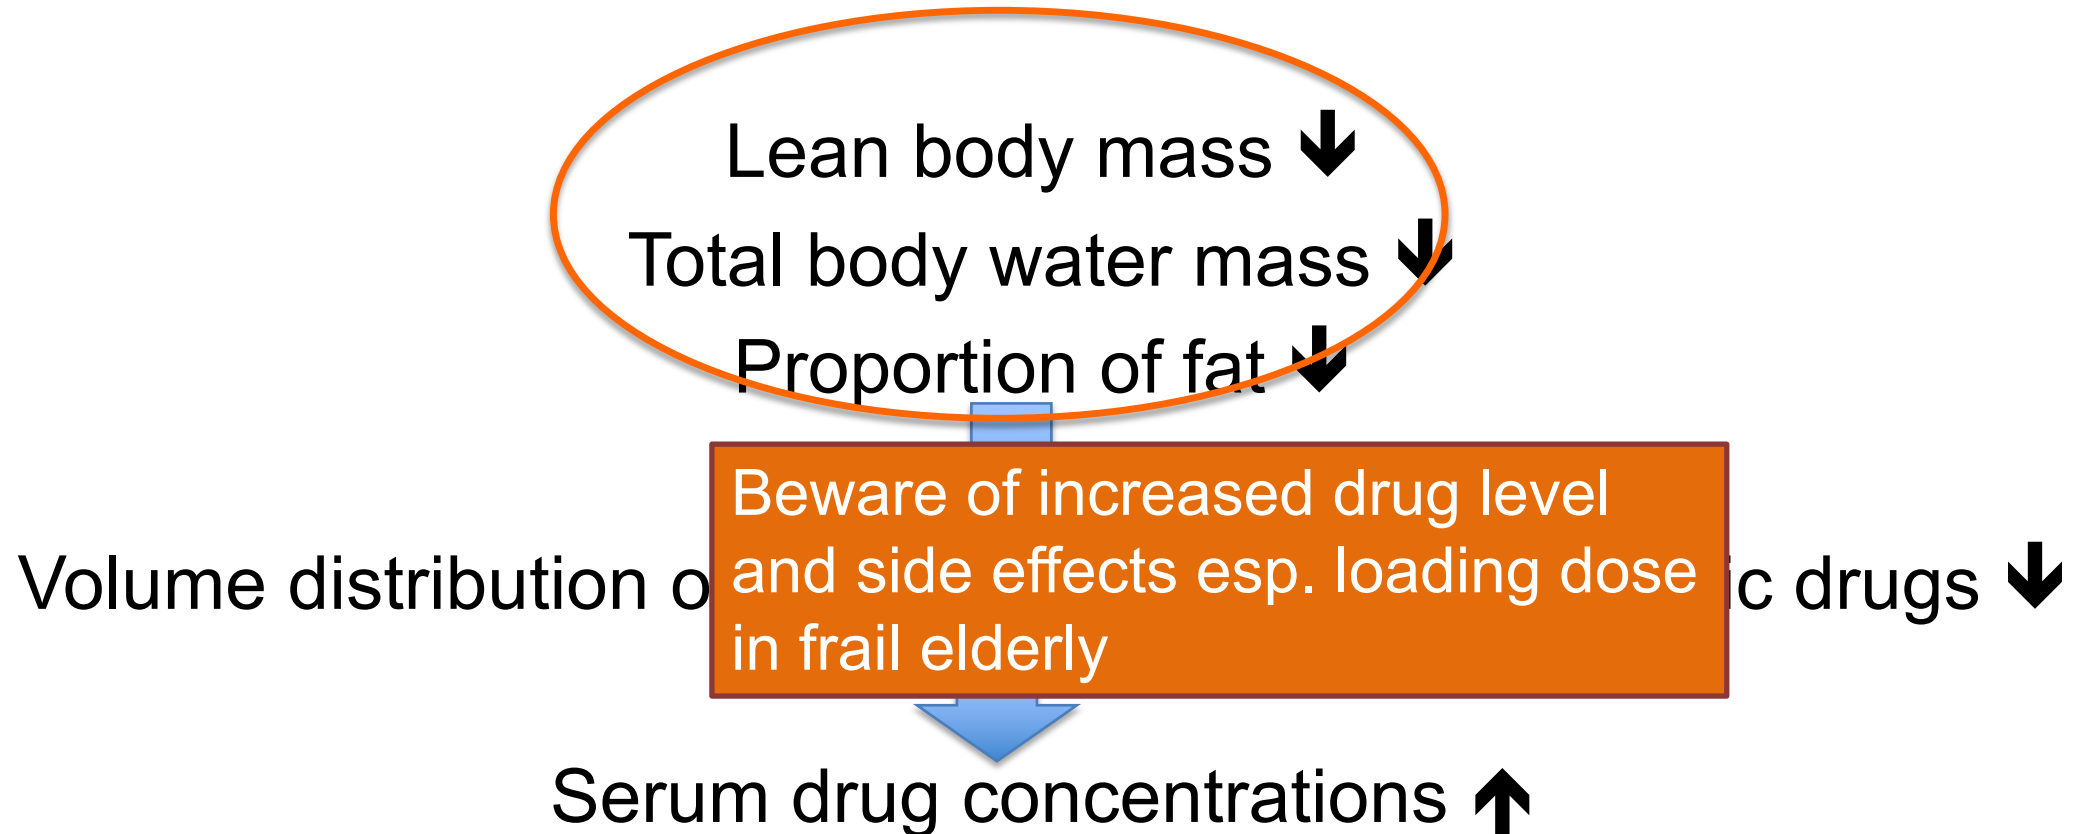 Lean body mass 🡫
Total body water mass 🡫
Proportion of fat 🡫
Beware of increased drug level
and side effects esp. loading dose
in frail elderly
Volume distribution o ic drugs 🡫
Serum drug concentrations 🡩